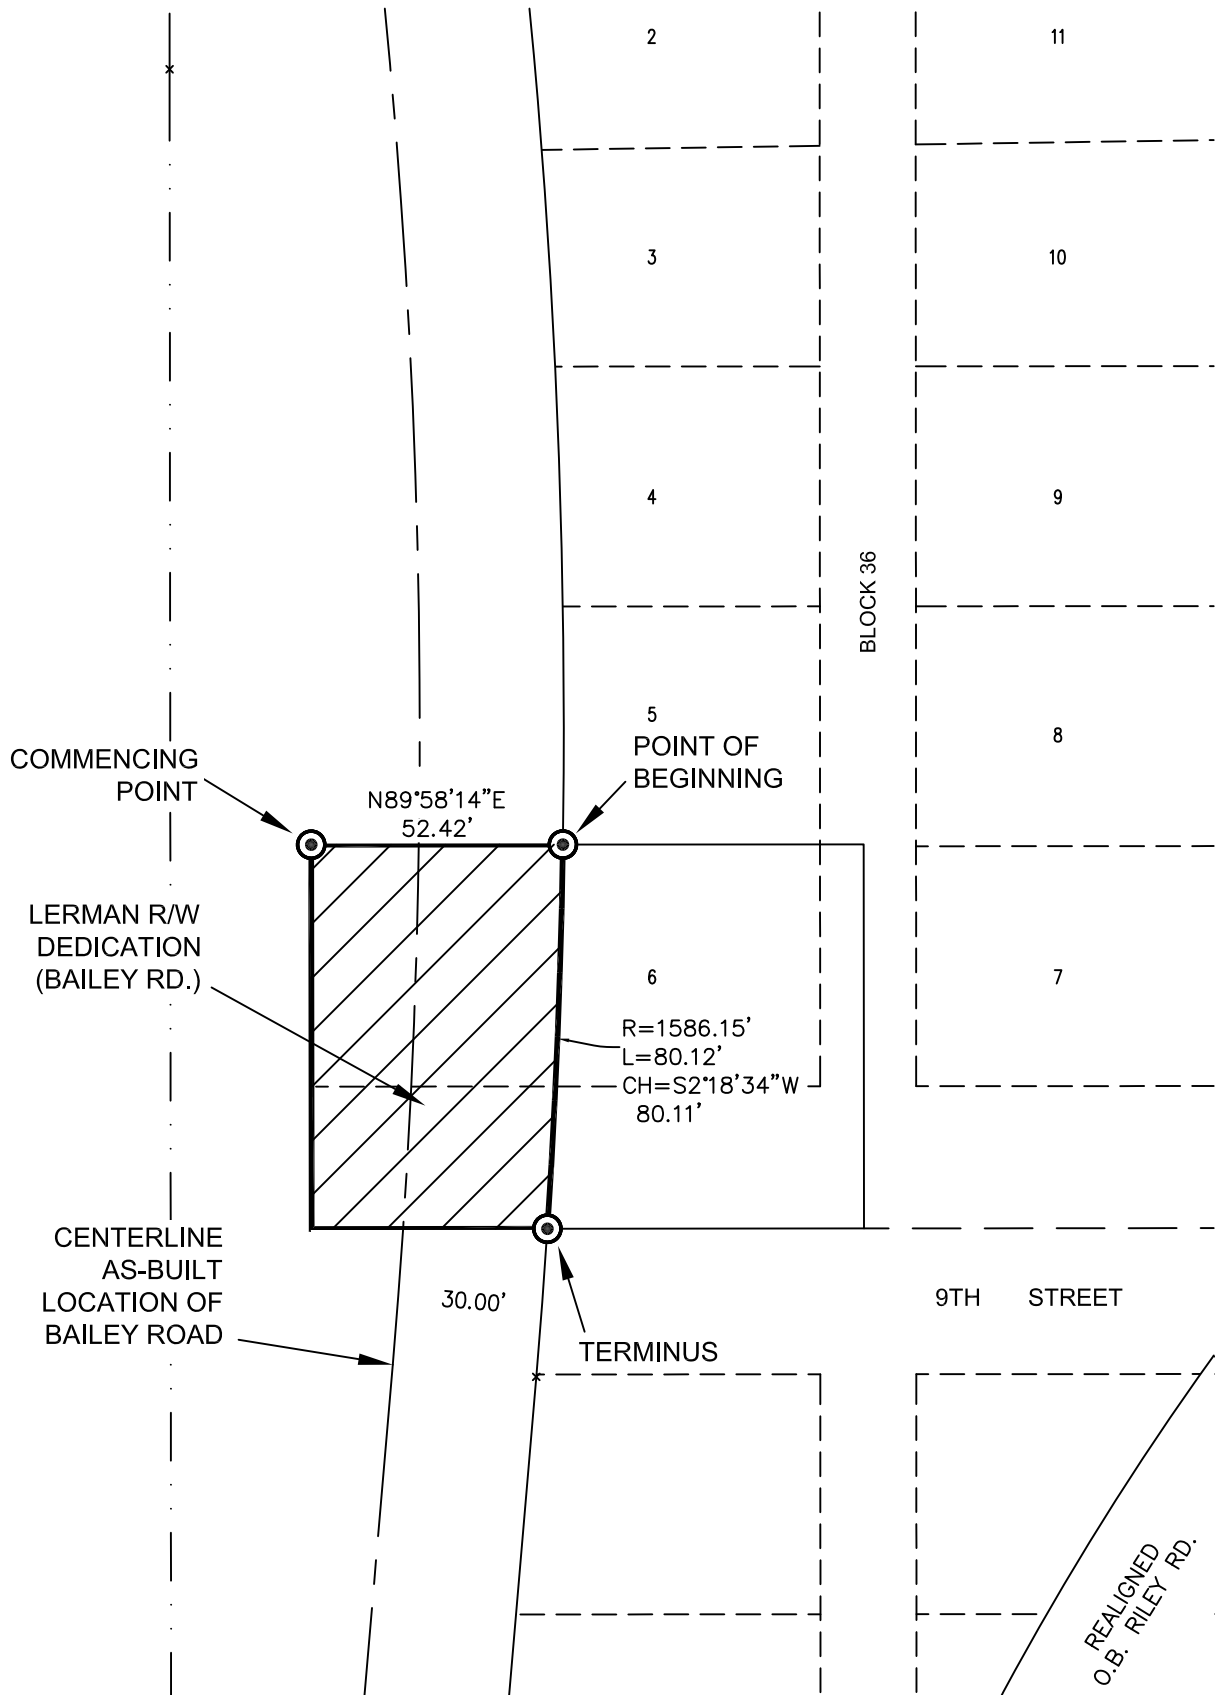 2
11
3
10
4
9
BLOCK 36
5
8
POINT OF
BEGINNING
COMMENCING
POINT
N89°58'14"E
52.42'
LERMAN R/W
DEDICATION
(BAILEY RD.)
6
7
R=1586.15'
L=80.12'
CH=S2°18'34"W
80.11'
CENTERLINE
AS-BUILT
LOCATION OF
BAILEY ROAD
30.00'
9TH STREET
TERMINUS
REALIGNED
O.B. RILEY RD.